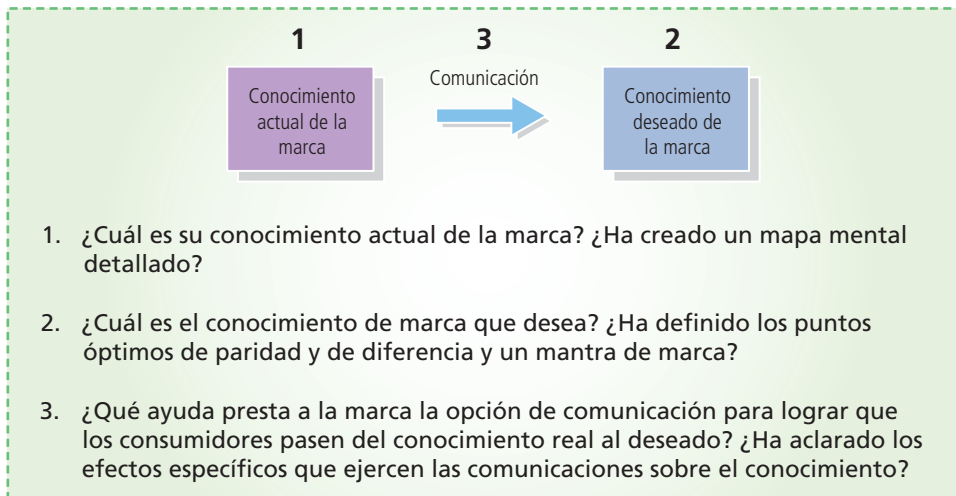 1 3 2
Comunicación
Conocimiento
actual de la
marca
Conocimiento
deseado de
la marca
1. ¿Cuál es su conocimiento actual de la marca? ¿Ha creado un mapa mental
detallado?
2. ¿Cuál es el conocimiento de marca que desea? ¿Ha definido los puntos
óptimos de paridad y de diferencia y un mantra de marca?
3. ¿Qué ayuda presta a la marca la opción de comunicación para lograr que
los consumidores pasen del conocimiento real al deseado? ¿Ha aclarado los
efectos específicos que ejercen las comunicaciones sobre el conocimiento?